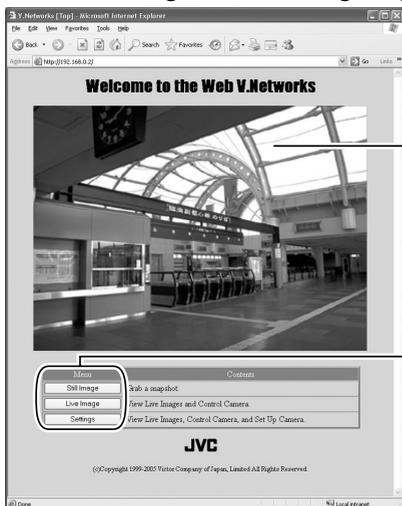 V.Networks [Top] - Microsoft Internet Explorer
File Edit View Favorites Tools Help
Back Search Favorites
Address http://192.168.0.2/ Go Links
Welcome to the Web V.Networks
Menu Contents
Still Image Grab a snapshot.
Live Image View Live Images and Control Camera.
Settings View Live Images, Control Camera, and Set Up Camera.
JVC
(c)Copyright 1999-2005 Victor Company of Japan, Limited All Rights Reserved.
Done Local intranet